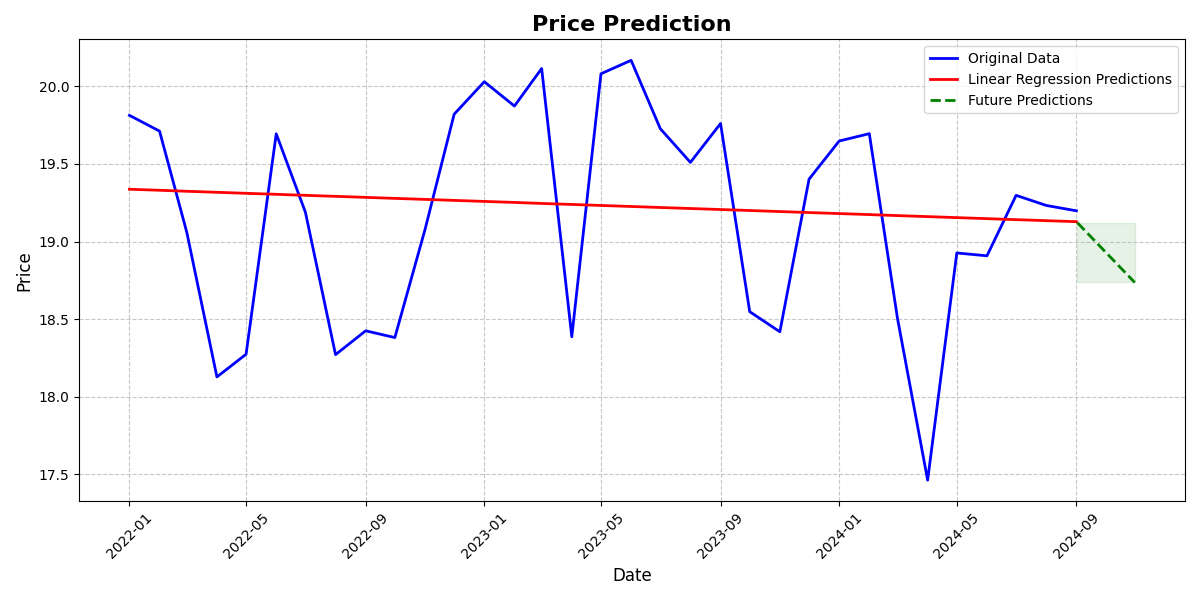 Price Prediction
Original Data
Linear Regression Predictions
Future Predictions
Price
20.0
19.5
19.0
18.5
18.0
17.5
2022-01
2022-05
2022-09
2023-01
2023-05
2023-09
2024-01
2024-05
2024-09
Date